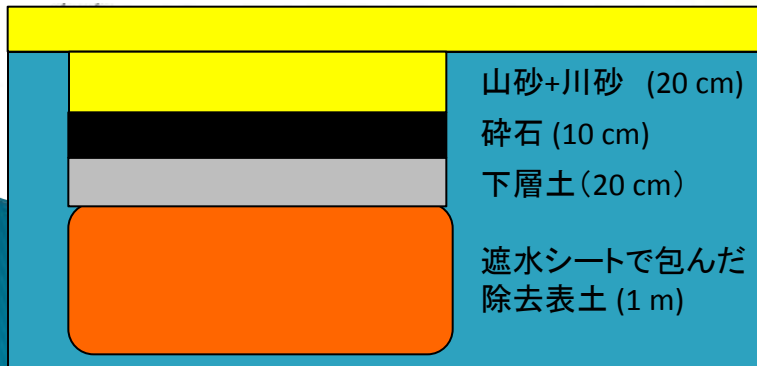 山砂+川砂 (20 cm)
砕石 (10 cm)
下層土(20 cm)
遮水シートで包んだ
除去表土 (1 m)